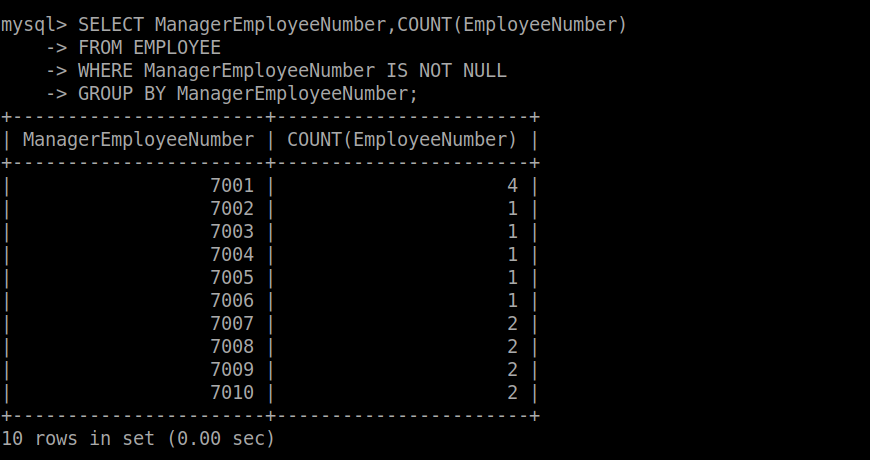 mysql> SELECT ManagerEmployeeNumber,COUNT(EmployeeNumber)
    -> FROM EMPLOYEE
    -> WHERE ManagerEmployeeNumber IS NOT NULL
    -> GROUP BY ManagerEmployeeNumber;
+-----------------------+-----------------------+
| ManagerEmployeeNumber | COUNT(EmployeeNumber) |
+-----------------------+-----------------------+
|                  7001 |                     4 |
|                  7002 |                     1 |
|                  7003 |                     1 |
|                  7004 |                     1 |
|                  7005 |                     1 |
|                  7006 |                     1 |
|                  7007 |                     2 |
|                  7008 |                     2 |
|                  7009 |                     2 |
|                  7010 |                     2 |
+-----------------------+-----------------------+
10 rows in set (0.00 sec)